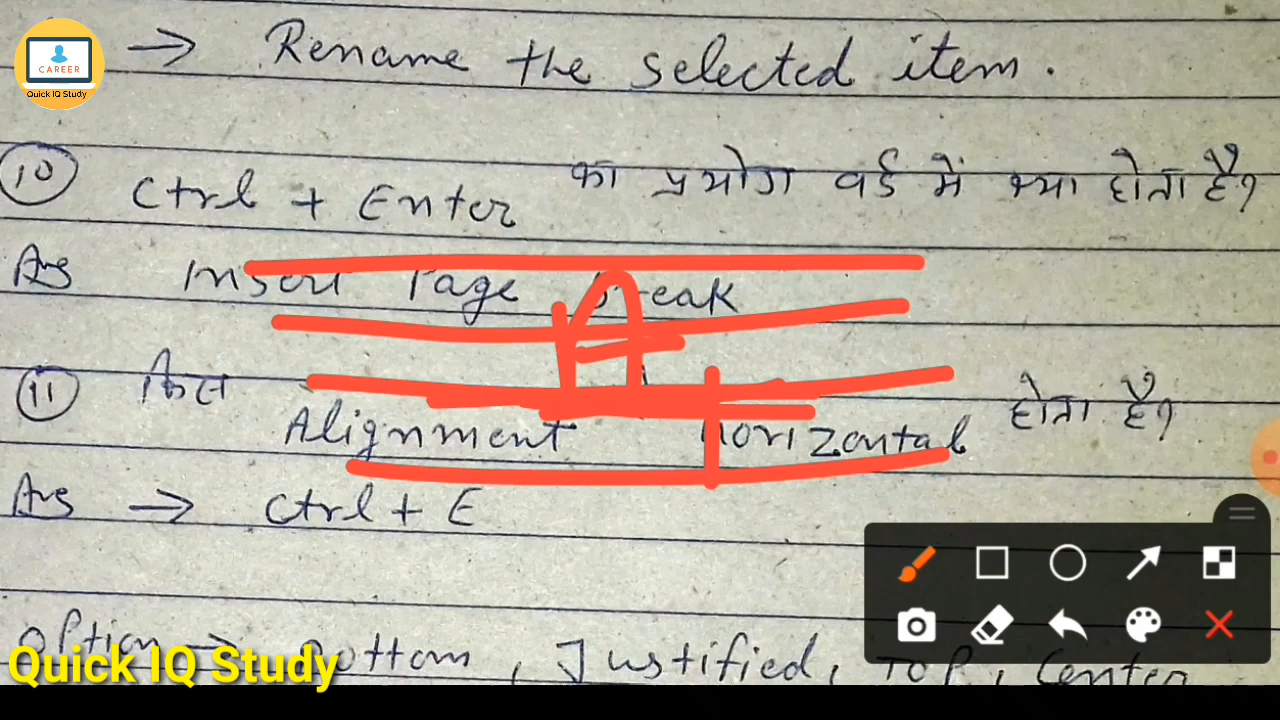 CAREER
Quick IQ Study
→ Rename the selected item.
10 Ctrl + Enter का प्रयोग वर्ड में क्या होता है?
Ans Insert Page Break
11 किस
Alignment Horizontal होता है?
Ans → Ctrl + E
option → Bottom, Justified, Top, Center
Quick IQ Study